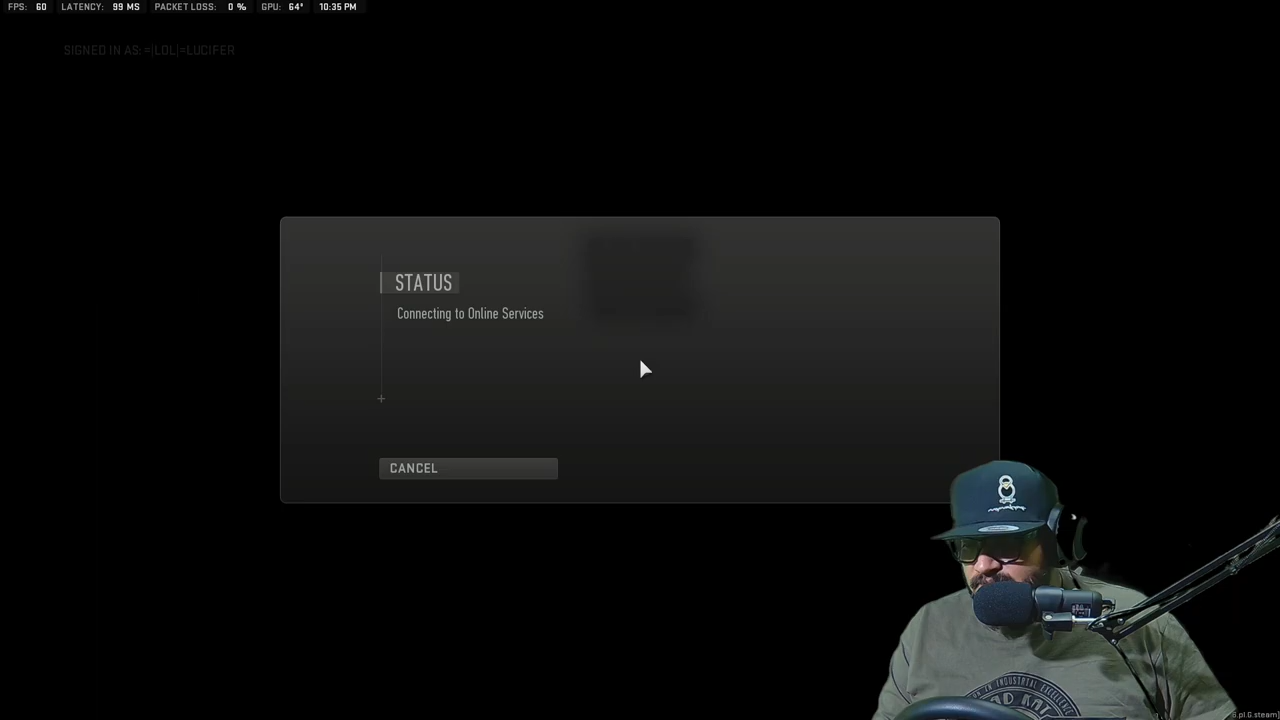 FPS: 60 LATENCY: 99 MS PACKET LOSS: 0 % GPU: 64° 10:35 PM
SIGNED IN AS: =|LOL|=LUCIFER
STATUS
Connecting to Online Services
CANCEL